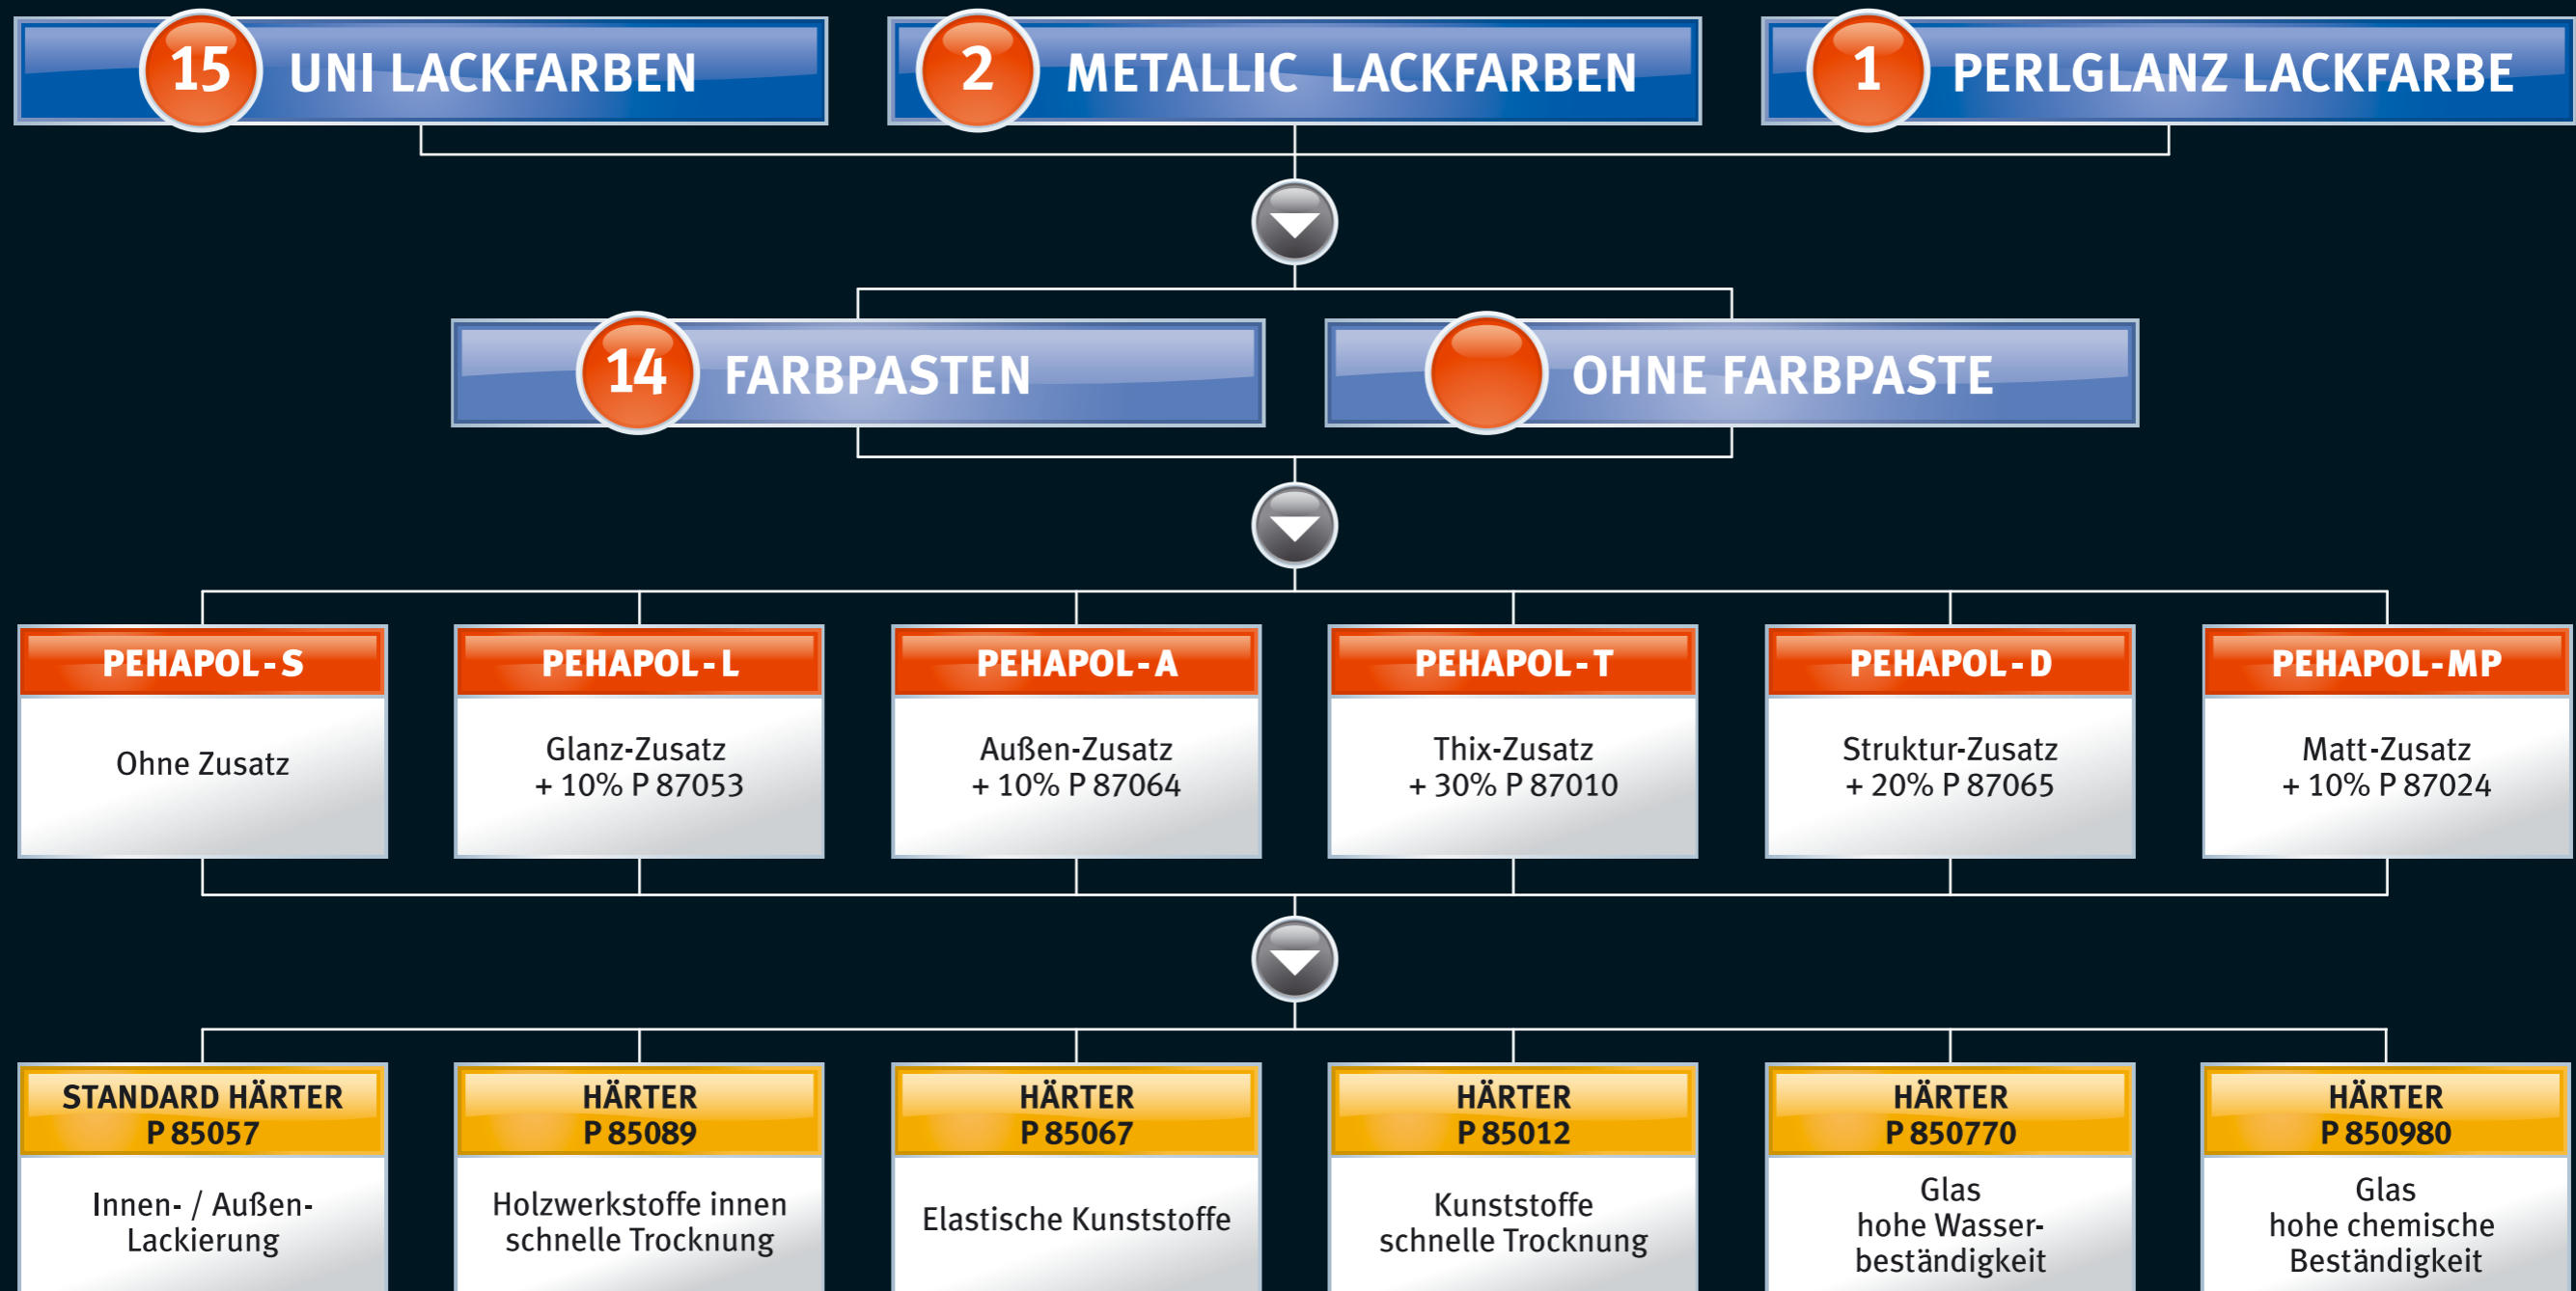 15 UNI LACKFARBEN
2 METALLIC LACKFARBEN
1 PERLGLANZ LACKFARBE
14 FARBPASTEN
OHNE FARBPASTE
PEHAPOL-S
Ohne Zusatz
PEHAPOL-L
Glanz-Zusatz
+ 10% P 87053
PEHAPOL-A
Außen-Zusatz
+ 10% P 87064
PEHAPOL-T
Thix-Zusatz
+ 30% P 87010
PEHAPOL-D
Struktur-Zusatz
+ 20% P 87065
PEHAPOL-MP
Matt-Zusatz
+ 10% P 87024
STANDARD HÄRTER
P 85057
Innen- / Außen-
Lackierung
HÄRTER
P 85089
Holzwerkstoffe innen
schnelle Trocknung
HÄRTER
P 85067
Elastische Kunststoffe
HÄRTER
P 85012
Kunststoffe
schnelle Trocknung
HÄRTER
P 850770
Glas
hohe Wasser-
beständigkeit
HÄRTER
P 850980
Glas
hohe chemische
Beständigkeit